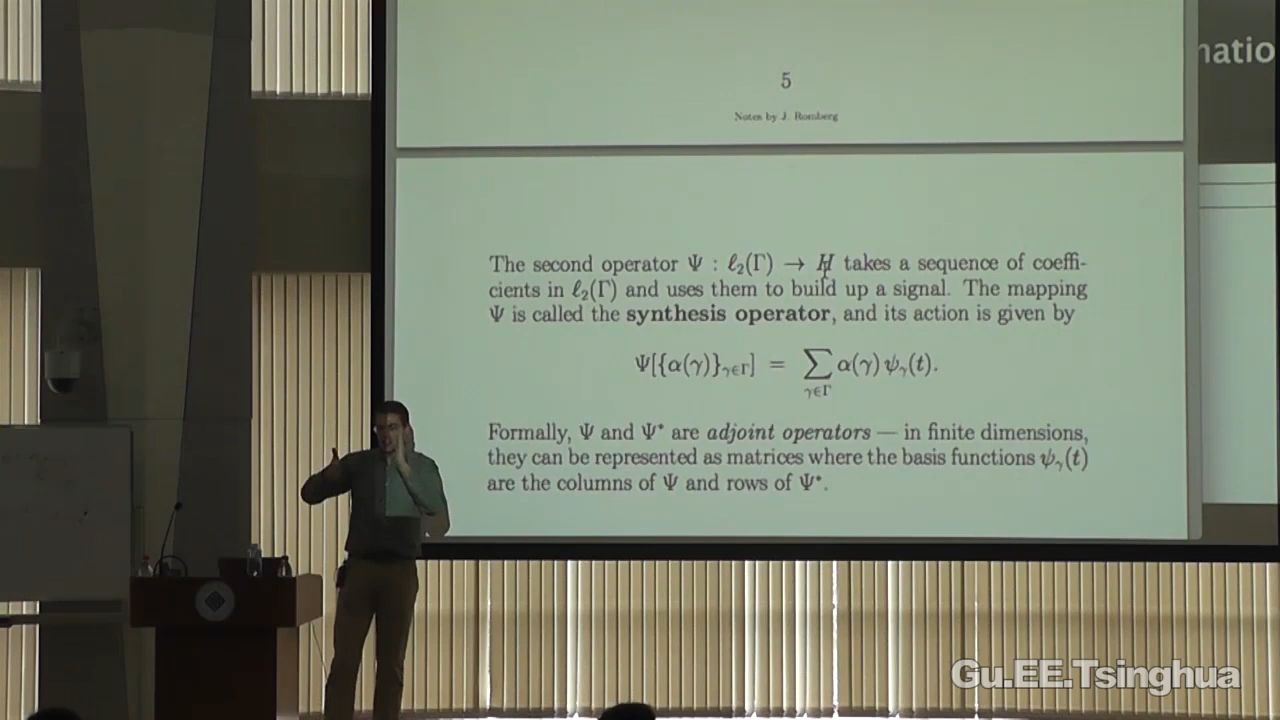 5
Notes by J. Romberg
natio
The second operator Ψ : ℓ₂(Γ) → H takes a sequence of coeffi-
cients in ℓ₂(Γ) and uses them to build up a signal. The mapping
Ψ is called the synthesis operator, and its action is given by
Ψ[{α(γ)}γ∈Γ] = ∑γ∈Γ α(γ) ψγ(t).
Formally, Ψ and Ψ* are adjoint operators — in finite dimensions,
they can be represented as matrices where the basis functions ψγ(t)
are the columns of Ψ and rows of Ψ*.
Gu.EE.Tsinghua